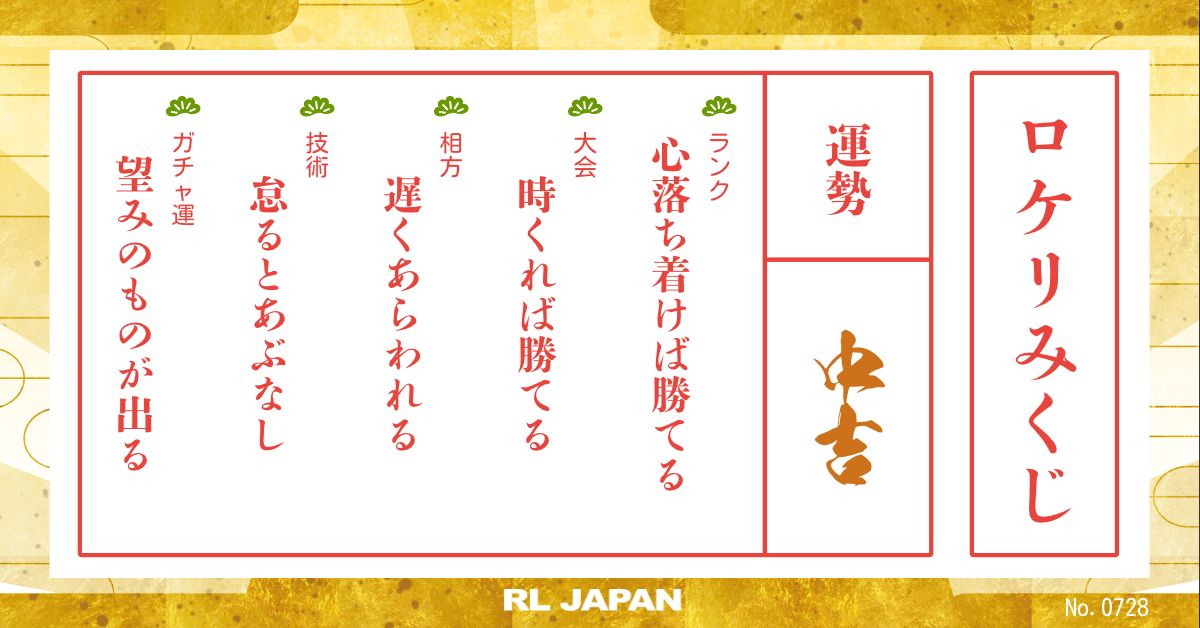 ロケリみくじ
運勢
中吉
ランク
心落ち着けば勝てる
大会
時くれば勝てる
相方
遅くあらわれる
技術
怠るとあぶなし
ガチャ運
望みのものが出る
RL JAPAN
No. 0728